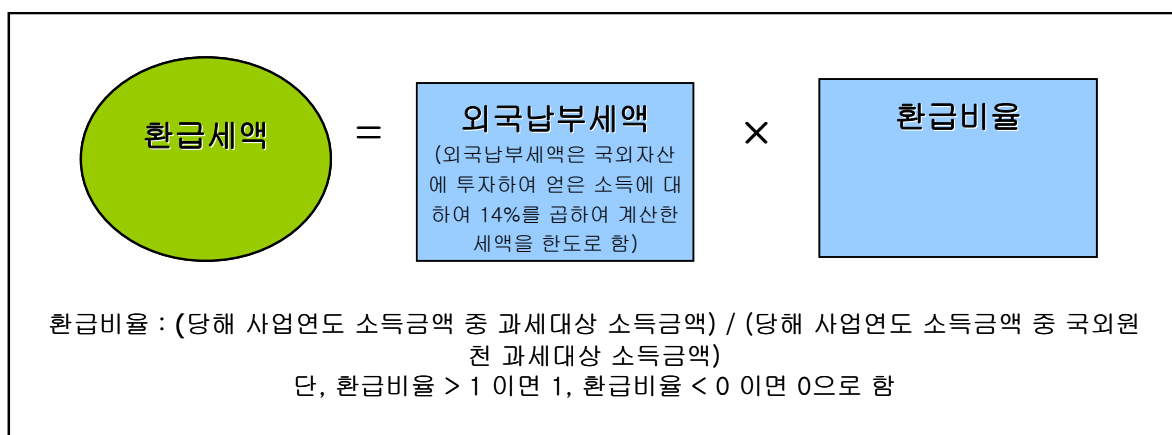 환급세액
=
외국납부세액
(외국납부세액은 국외자산
에 투자하여 얻은 소득에 대
하여 14%를 곱하여 계산한
세액을 한도로 함)
×
환급비율
환급비율 : (당해 사업연도 소득금액 중 과세대상 소득금액) / (당해 사업연도 소득금액 중 국외원
천 과세대상 소득금액)
단, 환급비율 > 1 이면 1, 환급비율 < 0 이면 0으로 함